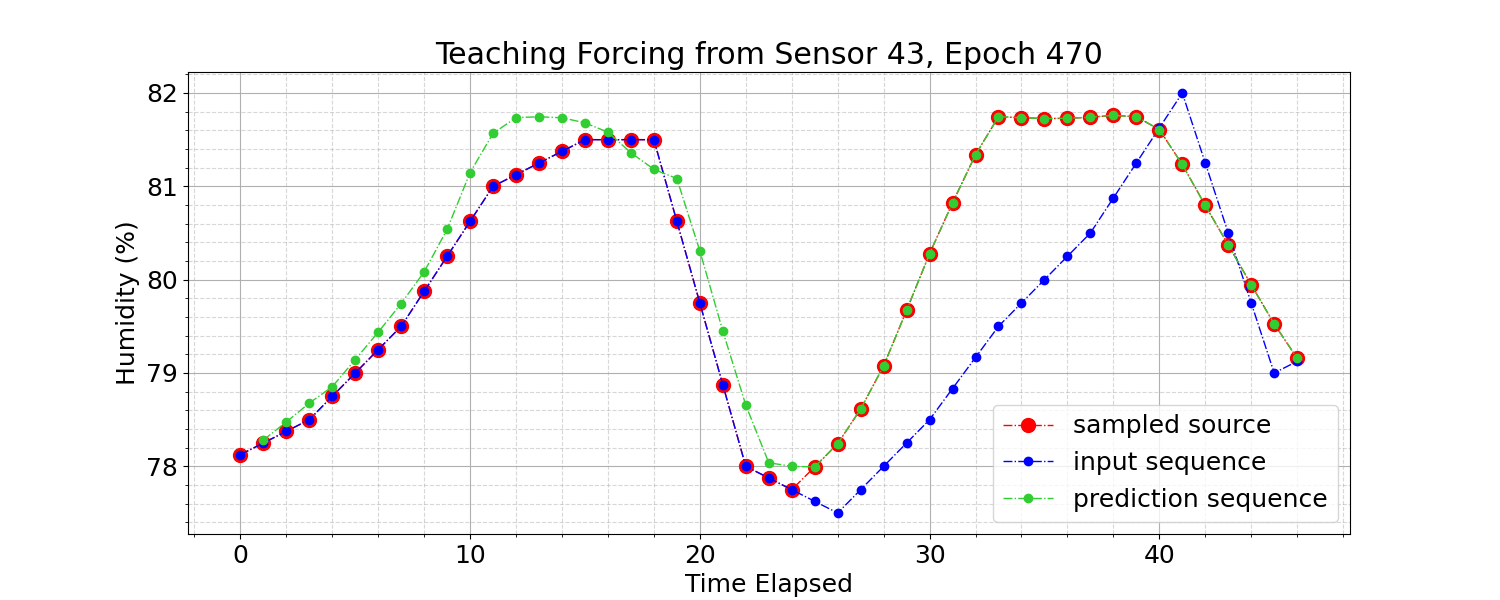 Teaching Forcing from Sensor 43, Epoch 470
Humidity (%)
82
81
80
79
78
0 10 20 30 40
Time Elapsed
sampled source
input sequence
prediction sequence